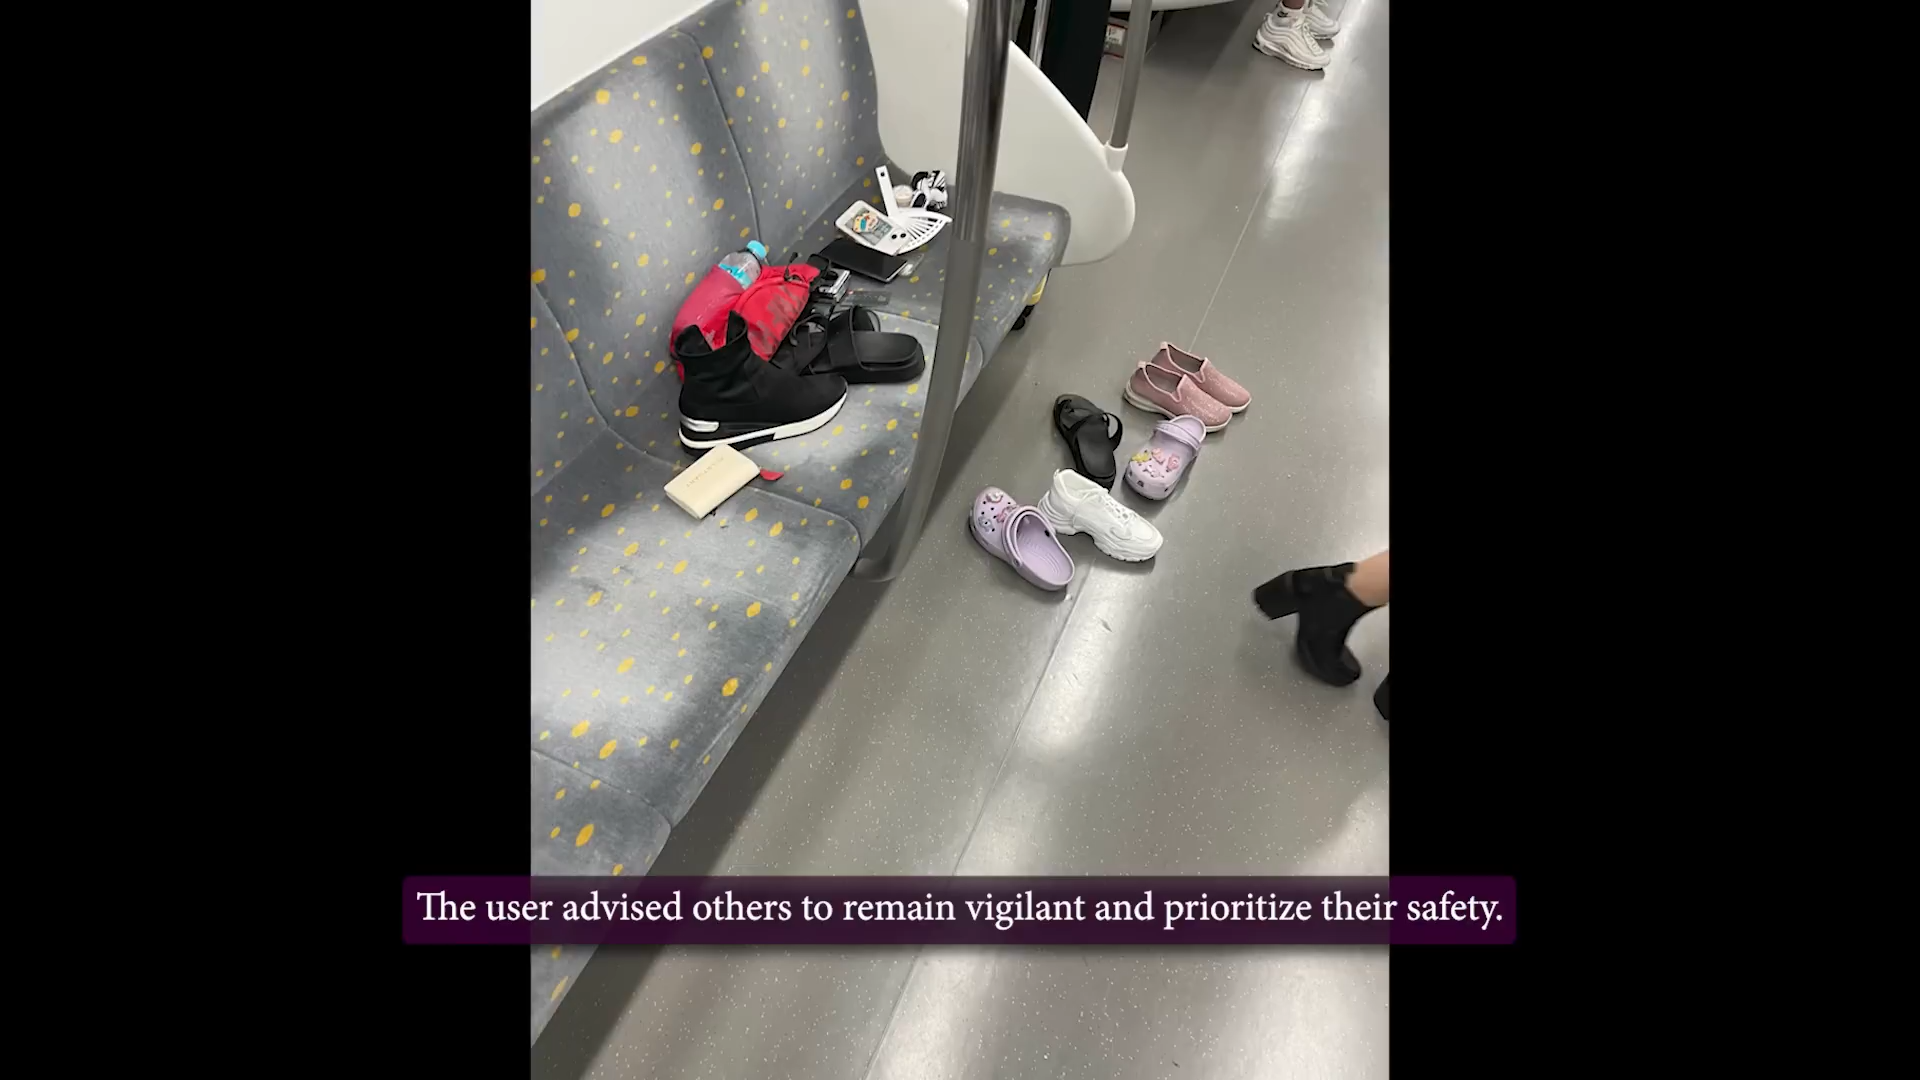 The user advised others to remain vigilant and prioritize their safety.